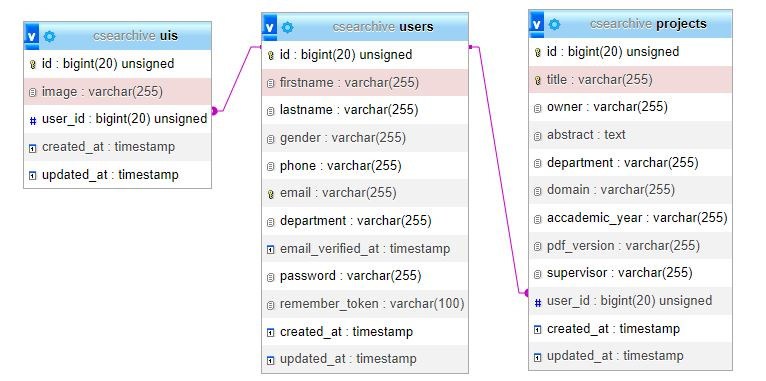 csearchive uis
id : bigint(20) unsigned
image : varchar(255)
user_id : bigint(20) unsigned
created_at : timestamp
updated_at : timestamp
csearchive users
id : bigint(20) unsigned
firstname : varchar(255)
lastname : varchar(255)
gender : varchar(255)
phone : varchar(255)
email : varchar(255)
department : varchar(255)
email_verified_at : timestamp
password : varchar(255)
remember_token : varchar(100)
created_at : timestamp
updated_at : timestamp
csearchive projects
id : bigint(20) unsigned
title : varchar(255)
owner : varchar(255)
abstract : text
department : varchar(255)
domain : varchar(255)
accademic_year : varchar(255)
pdf_version : varchar(255)
supervisor : varchar(255)
user_id : bigint(20) unsigned
created_at : timestamp
updated_at : timestamp